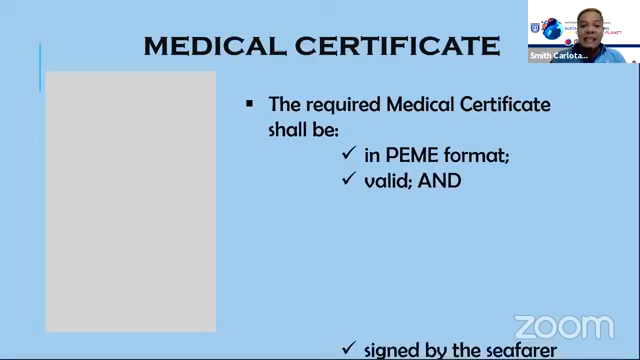 MEDICAL CERTIFICATE
▪ The required Medical Certificate
shall be:
✓ in PEME format;
✓ valid; AND
✓ signed by the seafarer
PLANET
Smith Carlota...
zoom